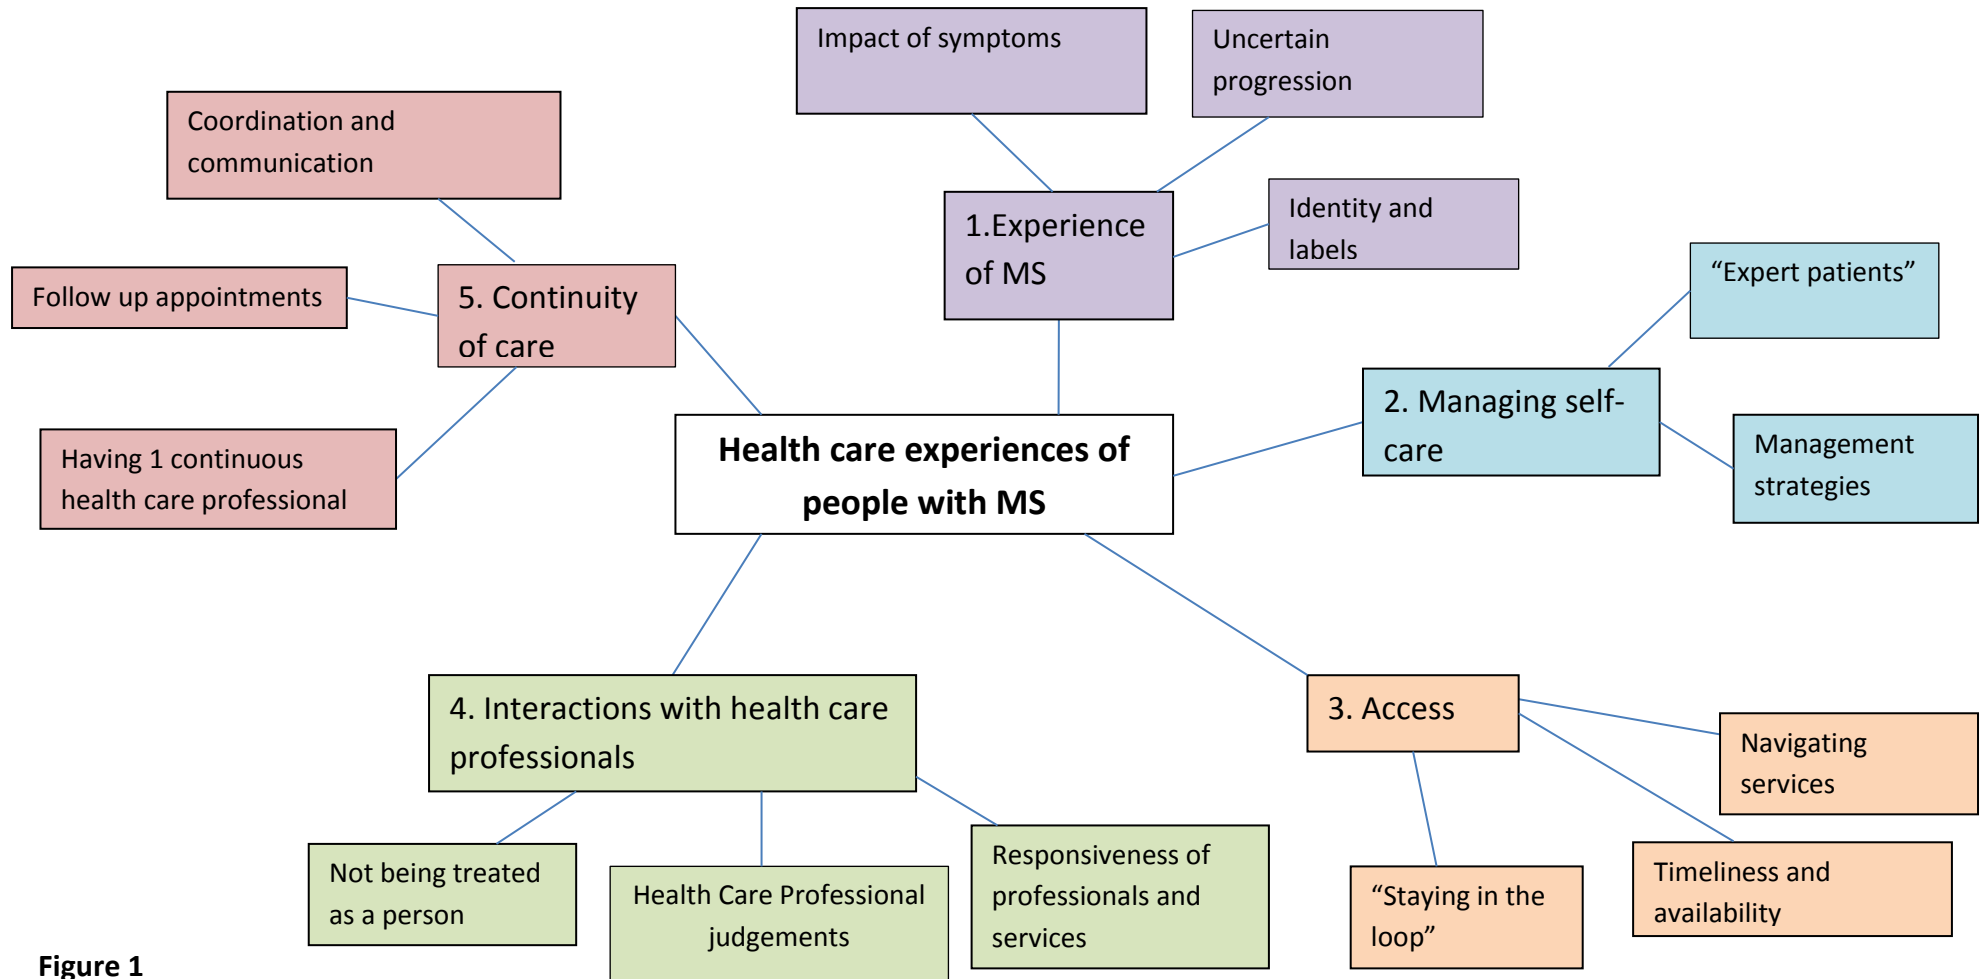 Impact of symptoms
Uncertain
progression
Coordination and
communication
1.Experience
of MS
Identity and
labels
"Expert patients"
Follow up appointments
5. Continuity
of care
2. Managing self-
care
Management
strategies
Having 1 continuous
health care professional
Health care experiences of
people with MS
4. Interactions with health care
professionals
3. Access
Navigating
services
Not being treated
as a person
Health Care Professional
judgements
Responsiveness of
professionals and
services
“Staying in the
loop”
Timeliness and
availability
Figure 1